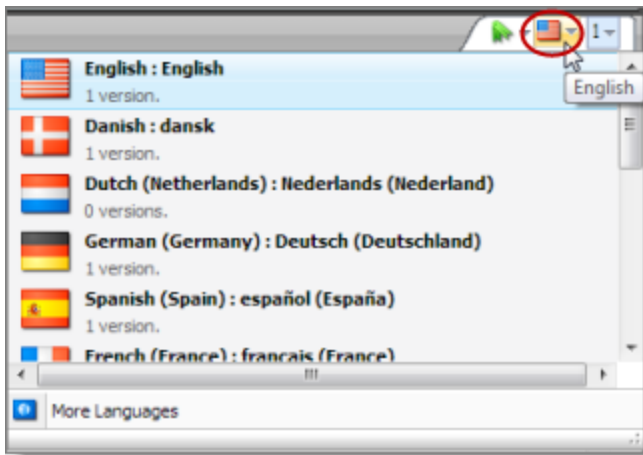 1
English : English
1 version.
English
Danish : dansk
1 version.
Dutch (Netherlands) : Nederlands (Nederland)
0 versions.
German (Germany) : Deutsch (Deutschland)
1 version.
Spanish (Spain) : español (España)
1 version.
French (France) : français (France)
More Languages